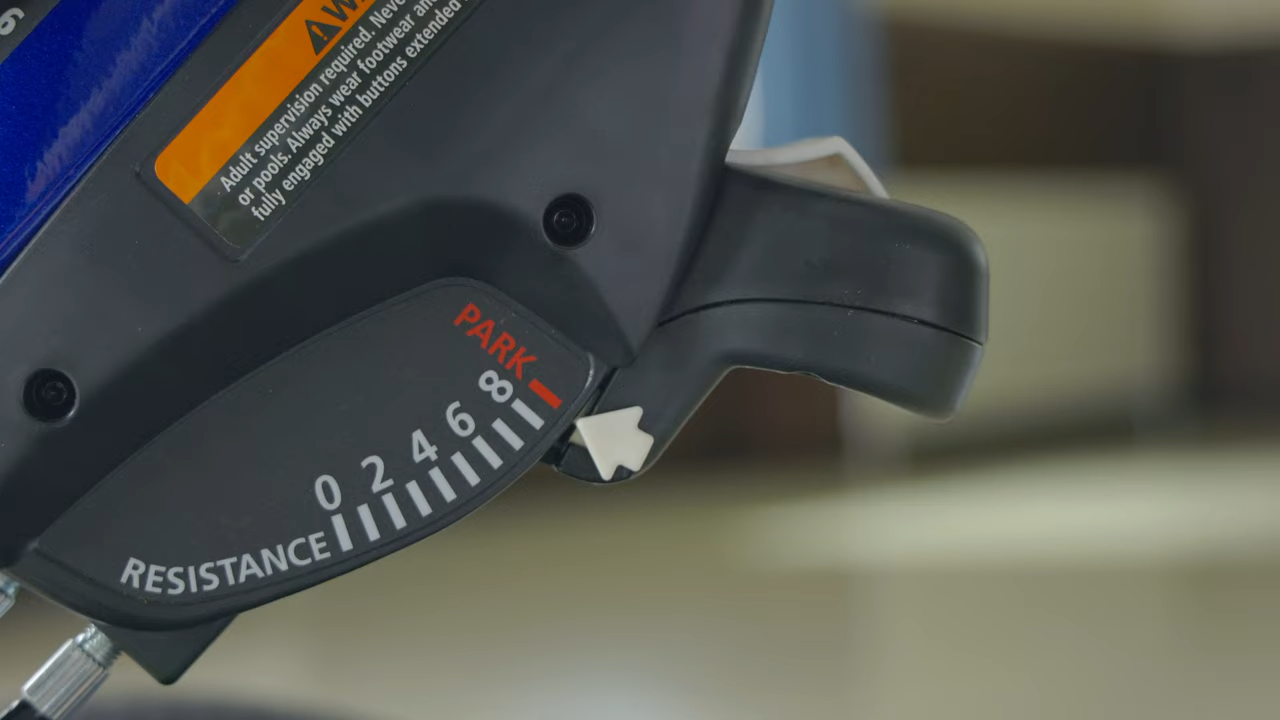 6
Adult supervision required.
or pools. Always wear footwear
fully engaged with buttons extended
PARK
0 2 4 6 8
RESISTANCE